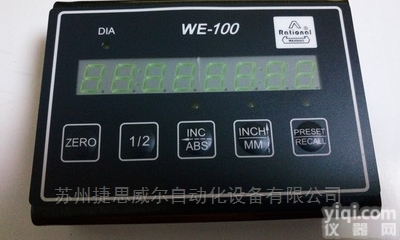 DIA
WE-100
Rational
ZERO
1/2
INC
ABS
INCH
MM
PRESET
RECALL
苏州捷思威尔自动化设备有限公司
yiqi.com
仪器网